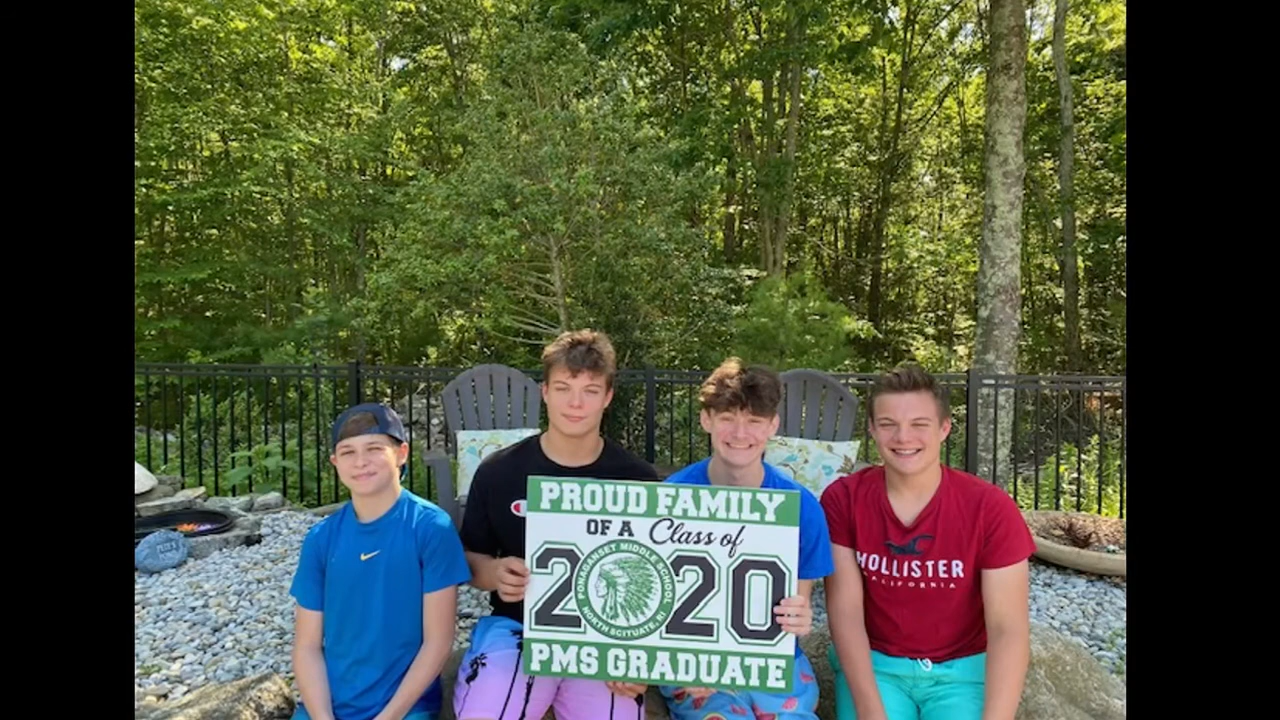 PROUD FAMILY
OF A Class of
2020
PONAGANSET MIDDLE SCHOOL
NORTH SCITUATE, RI
PMS GRADUATE
HOLLISTER
CALIFORNIA